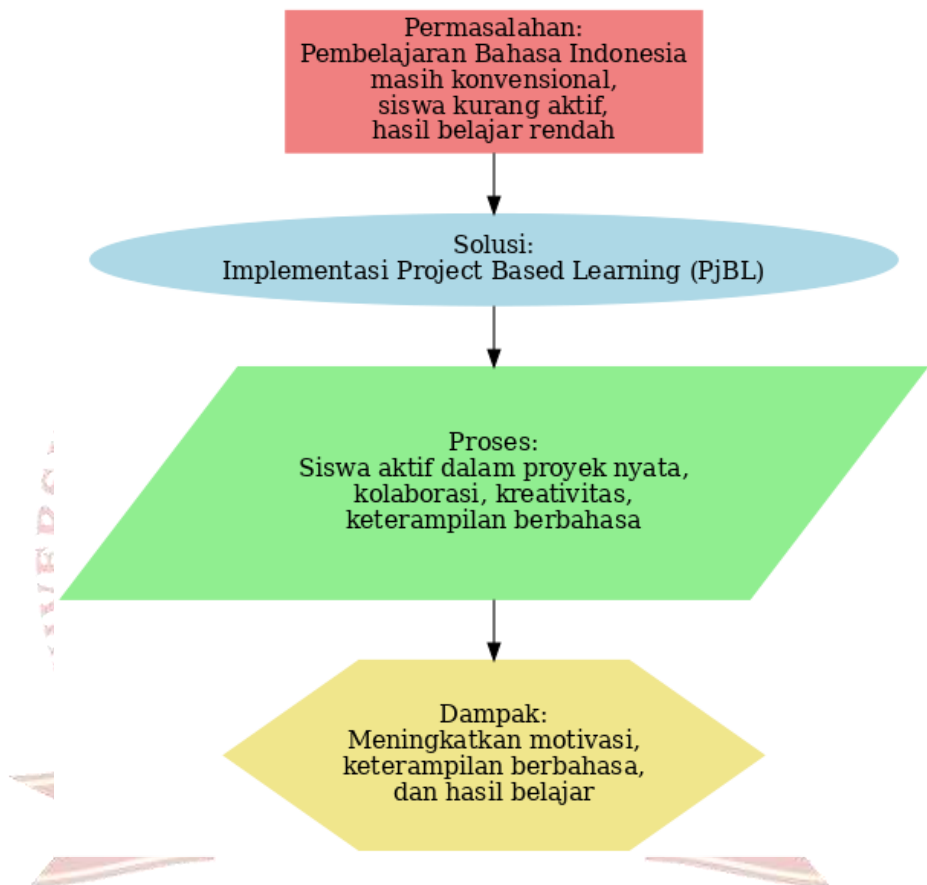 Permasalahan:
Pembelajaran Bahasa Indonesia
masih konvensional,
siswa kurang aktif,
hasil belajar rendah
Solusi:
Implementasi Project Based Learning (PjBL)
Proses:
Siswa aktif dalam proyek nyata,
kolaborasi, kreativitas,
keterampilan berbahasa
Dampak:
Meningkatkan motivasi,
keterampilan berbahasa,
dan hasil belajar